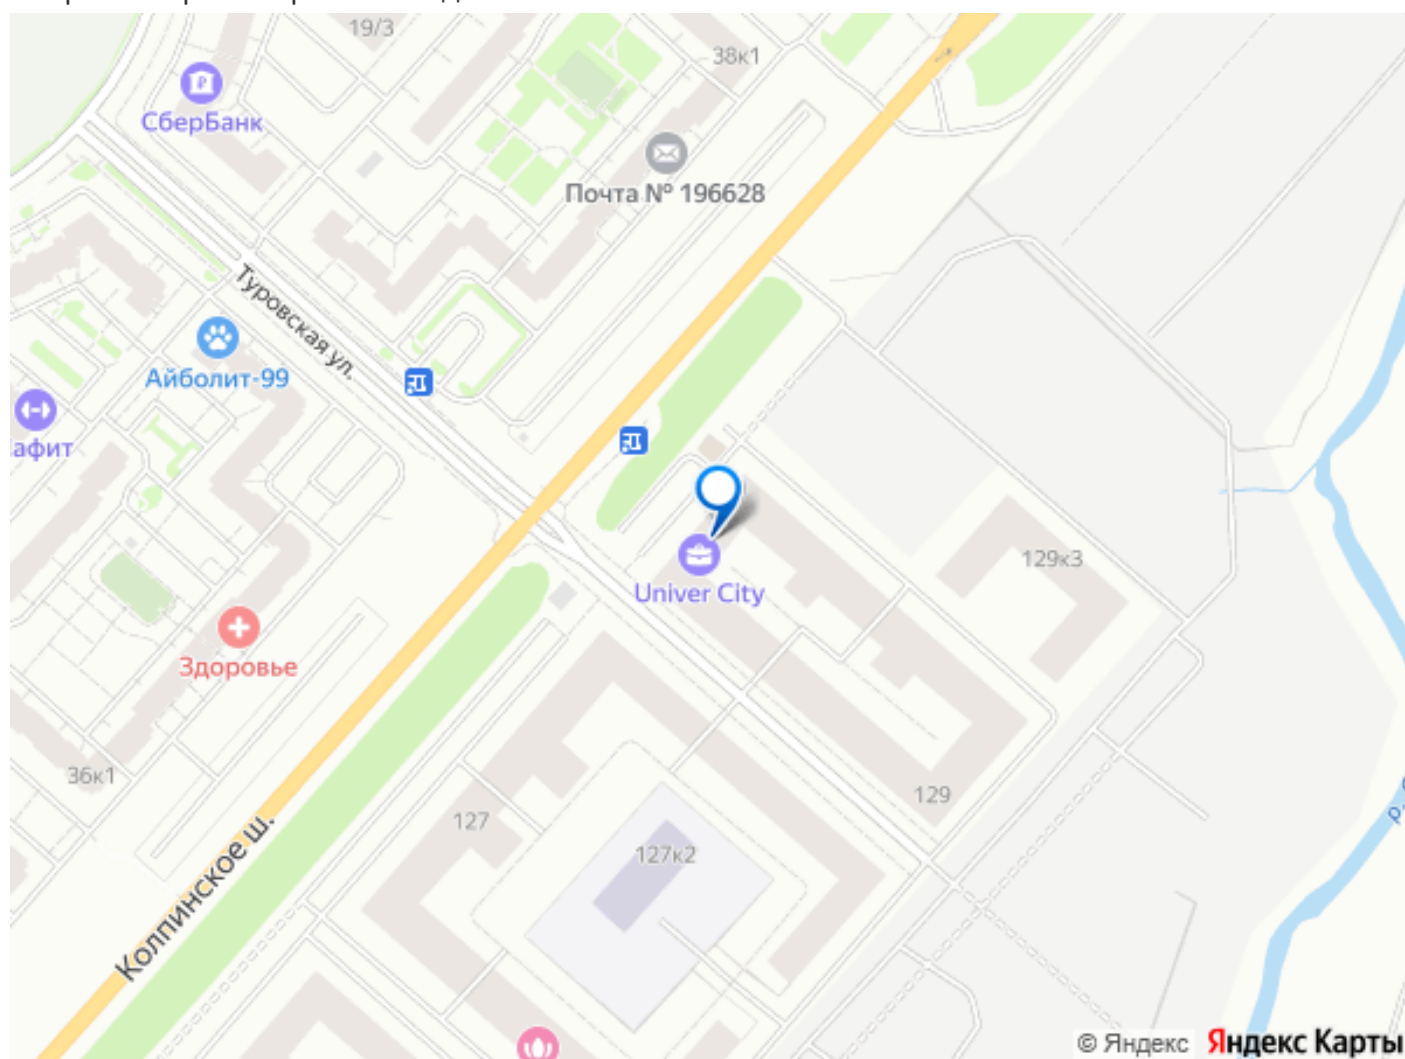 19/3
38к1
СберБанк
Почта № 196628
Туровская ул.
Айболит-99
афит
Univer City
129к3
Здоровье
36к1
129
127
127к2
Колпинское ш.
© Яндекс Яндекс Карты